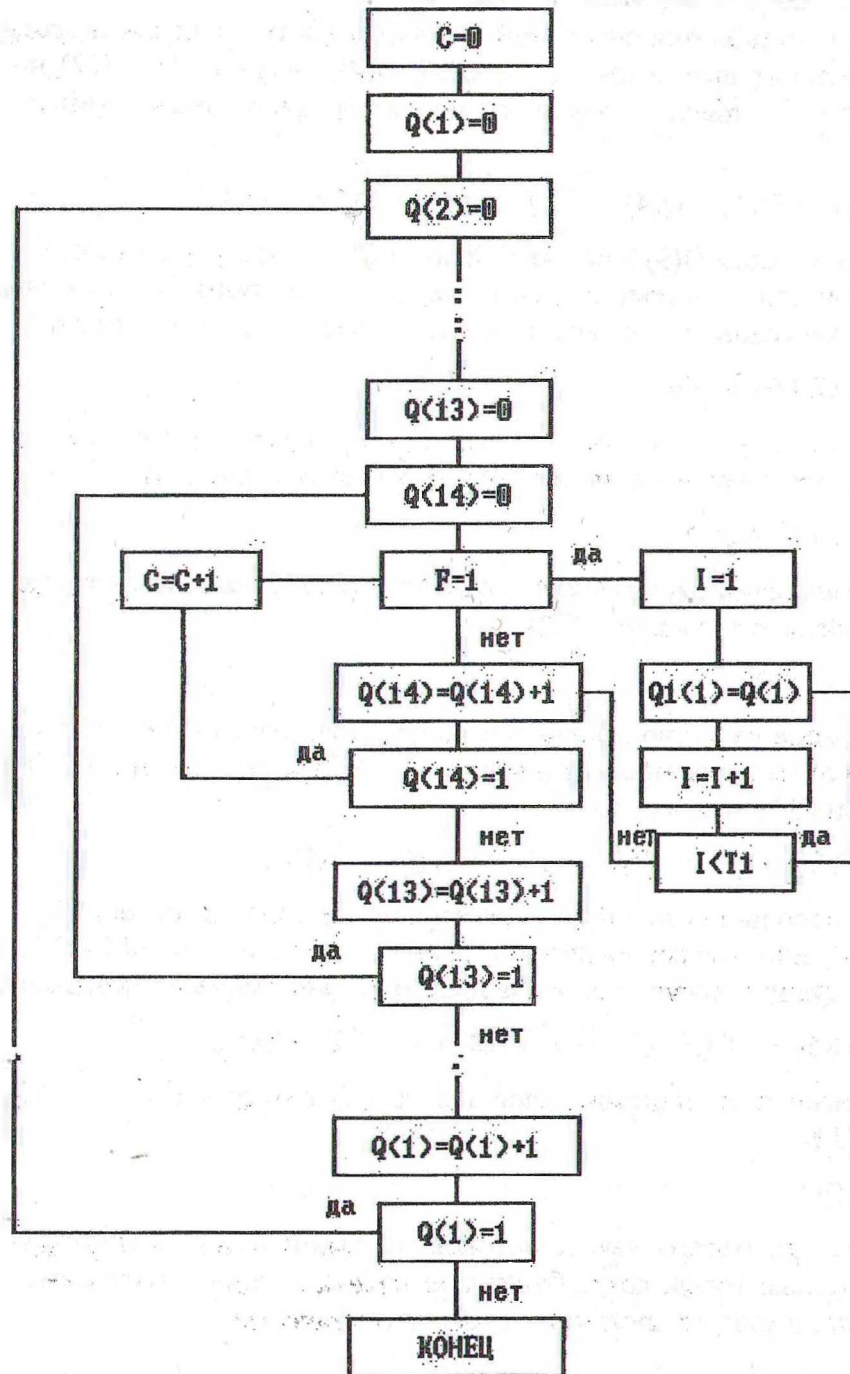 C=0
Q(1)=0
Q(2)=0
Q(13)=0
Q(14)=0
C=C+1
F=1
да
I=1
нет
Q(14)=Q(14)+1
Q1(1)=Q(1)
да
Q(14)=1
I=I+1
нет
нет
I<T1
да
Q(13)=Q(13)+1
да
Q(13)=1
нет
Q(1)=Q(1)+1
да
Q(1)=1
нет
КОНЕЦ